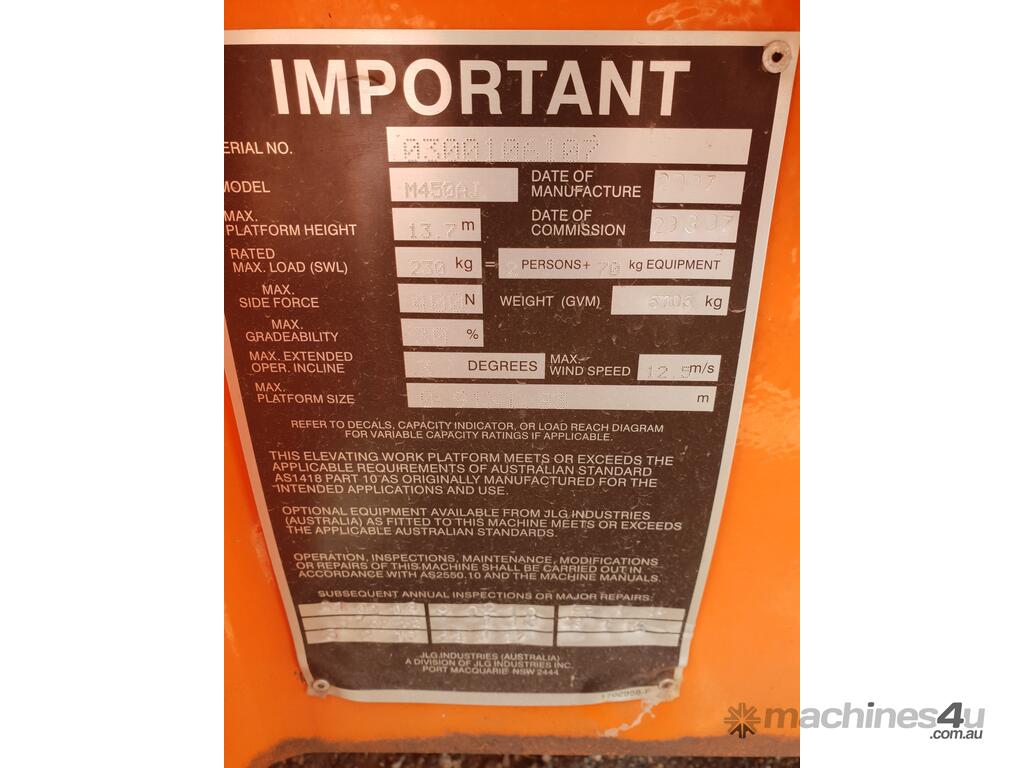 IMPORTANT
ERIAL NO. 0300106107
MODEL M450AJ DATE OF MANUFACTURE 2007
MAX. PLATFORM HEIGHT 13.7 m DATE OF COMMISSION
RATED MAX. LOAD (SWL) 230 kg = 2 PERSONS+ 70 kg EQUIPMENT
MAX. SIDE FORCE N WEIGHT (GVM) kg
MAX. GRADEABILITY %
MAX. EXTENDED OPER. INCLINE DEGREES MAX. WIND SPEED 12.5 m/s
MAX. PLATFORM SIZE m
REFER TO DECALS, CAPACITY INDICATOR, OR LOAD REACH DIAGRAM
FOR VARIABLE CAPACITY RATINGS IF APPLICABLE.
THIS ELEVATING WORK PLATFORM MEETS OR EXCEEDS THE
APPLICABLE REQUIREMENTS OF AUSTRALIAN STANDARD
AS1418 PART 10 AS ORIGINALLY MANUFACTURED FOR THE
INTENDED APPLICATIONS AND USE.
OPTIONAL EQUIPMENT AVAILABLE FROM JLG INDUSTRIES
(AUSTRALIA) AS FITTED TO THIS MACHINE MEETS OR EXCEEDS
THE APPLICABLE AUSTRALIAN STANDARDS.
OPERATION, INSPECTIONS, MAINTENANCE, MODIFICATIONS
OR REPAIRS OF THIS MACHINE SHALL BE CARRIED OUT IN
ACCORDANCE WITH AS2550.10 AND THE MACHINE MANUALS.
SUBSEQUENT ANNUAL INSPECTIONS OR MAJOR REPAIRS:
JLG INDUSTRIES (AUSTRALIA)
A DIVISION OF JLG INDUSTRIES INC.
PORT MACQUARIE NSW 2444
machines4u
.com.au